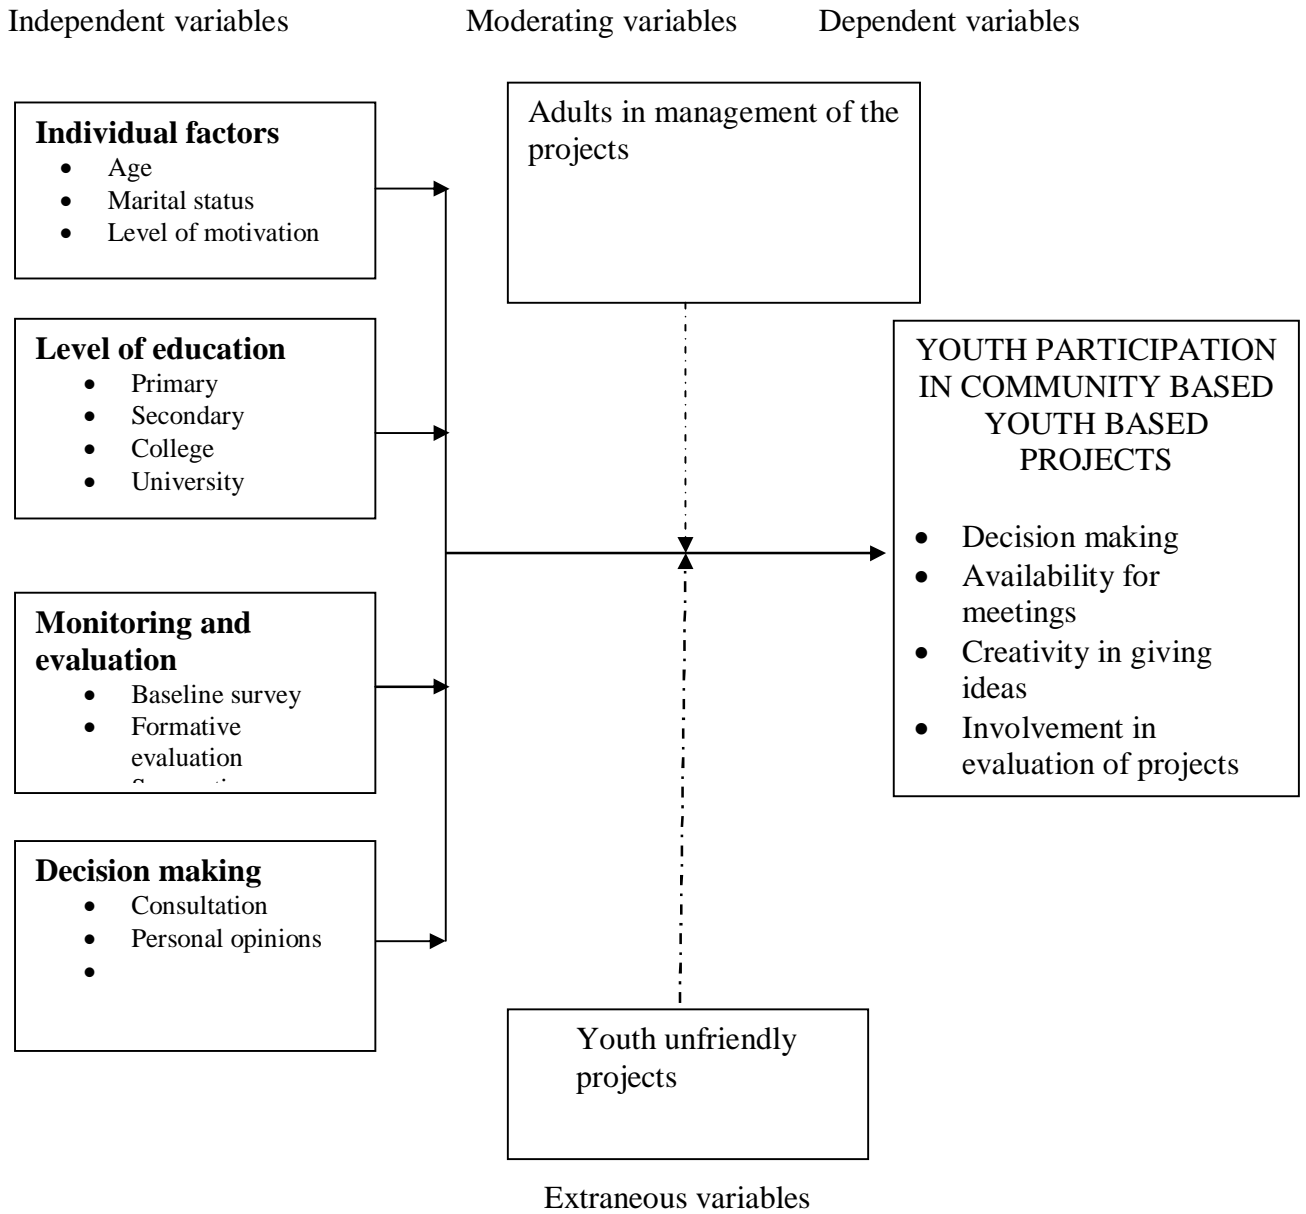 Independent variables
Moderating variables
Dependent variables
Individual factors
• Age
• Marital status
• Level of motivation
Level of education
• Primary
• Secondary
• College
• University
Monitoring and
evaluation
• Baseline survey
• Formative
evaluation
Decision making
• Consultation
• Personal opinions
•
Adults in management of the
projects
Youth unfriendly
projects
Extraneous variables
YOUTH PARTICIPATION
IN COMMUNITY BASED
YOUTH BASED
PROJECTS
• Decision making
• Availability for
meetings
• Creativity in giving
ideas
• Involvement in
evaluation of projects